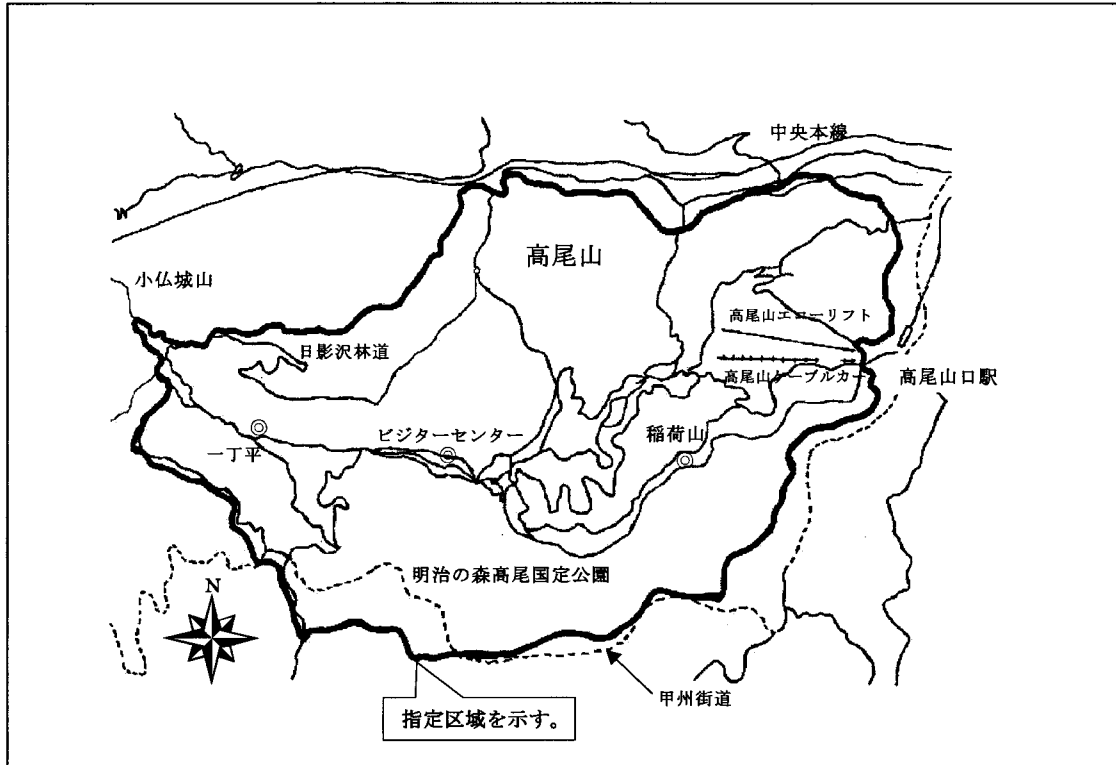 中央本線
高尾山
小仏城山
高尾山エコーリフト
日影沢林道
高尾山ケーブルカー
高尾山口駅
ビジターセンター
稲荷山
一丁平
明治の森高尾国定公園
N
甲州街道
指定区域を示す。